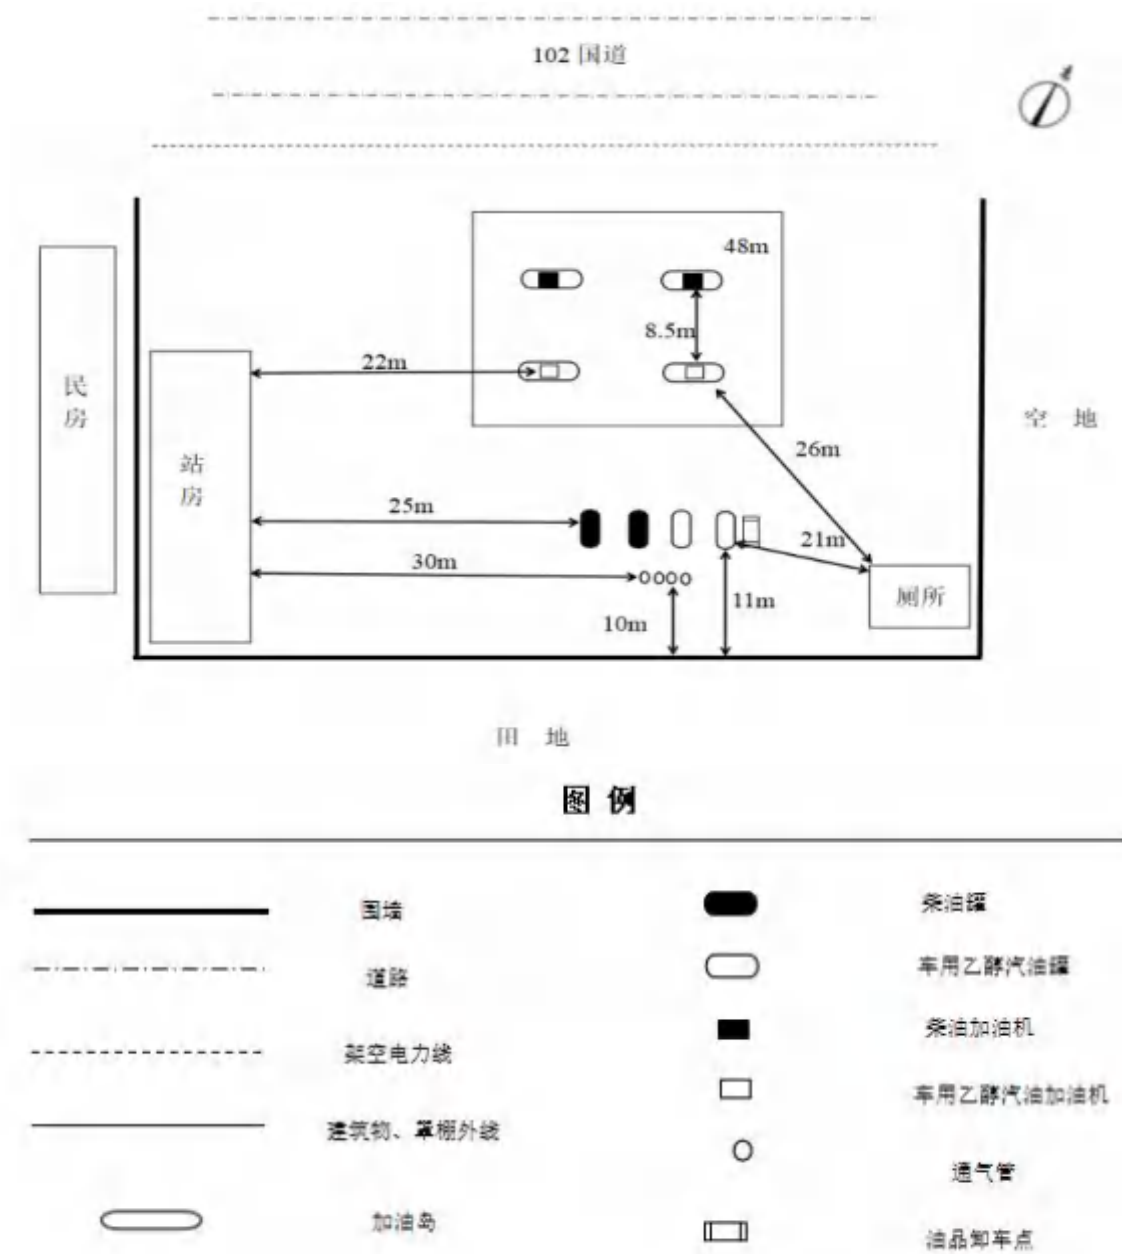 102 国道
48m
8.5m
22m
民房
站房
空 地
26m
25m
21m
30m
11m
10m
厕所
田 地
图 例
围墙
柴油罐
道路
车用乙醇汽油罐
架空电力线
柴油加油机
建筑物、罩棚外线
车用乙醇汽油加油机
通气管
加油岛
油品卸车点